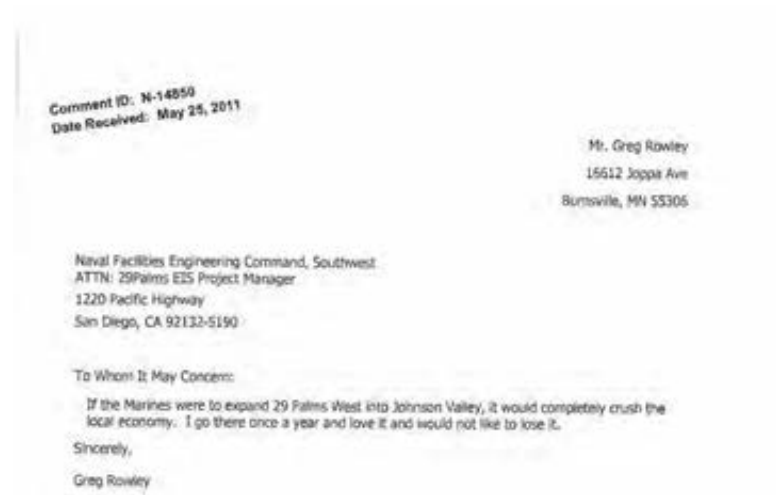 Comment ID: N-14850
Date Received: May 25, 2011
Mr. Greg Rowley
16612 Joppa Ave
Burnsville, MN 55306
Naval Facilities Engineering Command, Southwest
ATTN: 29Palms EIS Project Manager
1220 Pacific Highway
San Diego, CA 92132-5190
To Whom It May Concern:
If the Marines were to expand 29 Palms West into Johnson Valley, it would completely crush the
local economy. I go there once a year and love it and would not like to lose it.
Sincerely,
Greg Rowley